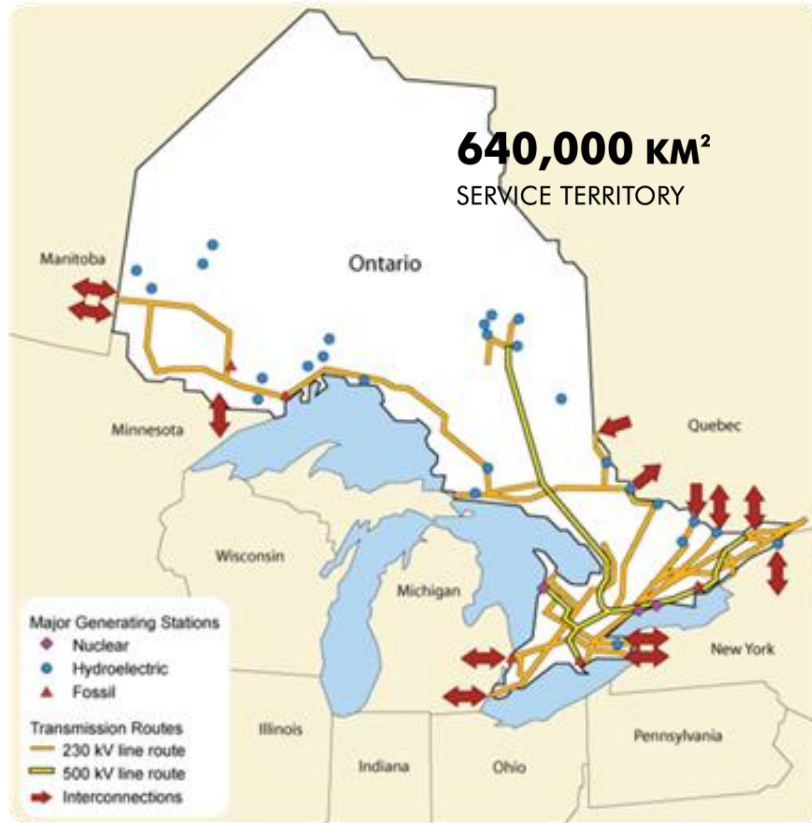 640,000 KM²
SERVICE TERRITORY
Manitoba
Ontario
Minnesota
Quebec
Wisconsin
Michigan
New York
Major Generating Stations
Nuclear
Hydroelectric
Fossil
Transmission Routes
230 kV line route
500 kV line route
Interconnections
Illinois
Indiana
Ohio
Pennsylvania